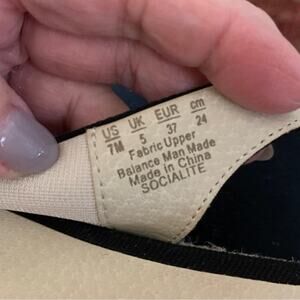 US UK EUR cm
7M 5 37 24
Fabric Upper
Balance Man Made
Made in China
SOCIALITE